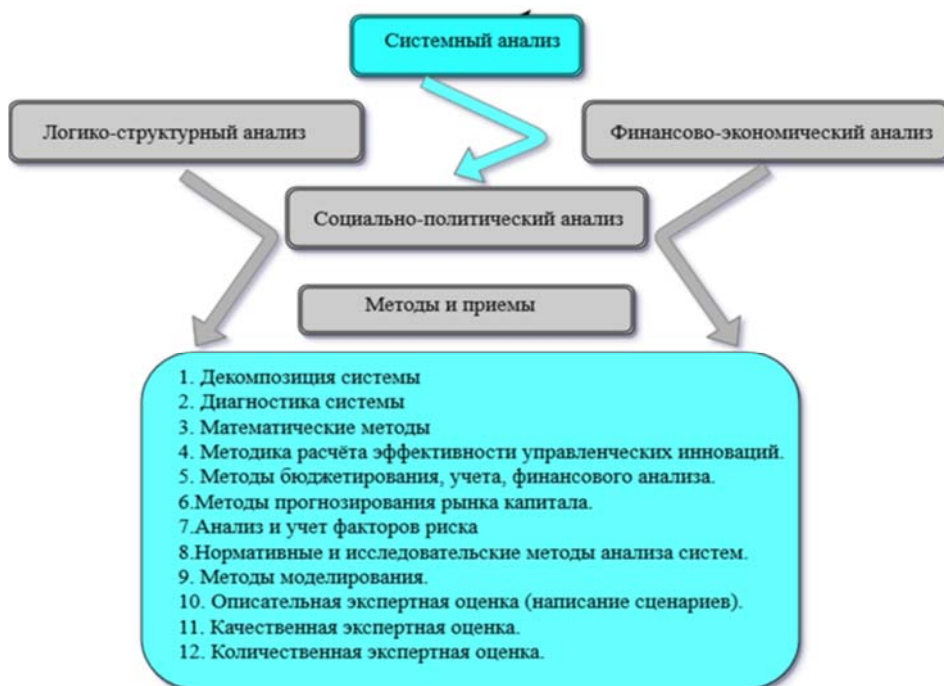 Системный анализ
Логико-структурный анализ
Финансово-экономический анализ
Социально-политический анализ
Методы и приемы
1. Декомпозиция системы
2. Диагностика системы
3. Математические методы
4. Методика расчёта эффективности управленческих инноваций.
5. Методы бюджетирования, учета, финансового анализа.
6.Методы прогнозирования рынка капитала.
7.Анализ и учет факторов риска
8.Нормативные и исследовательские методы анализа систем.
9. Методы моделирования.
10. Описательная экспертная оценка (написание сценариев).
11. Качественная экспертная оценка.
12. Количественная экспертная оценка.